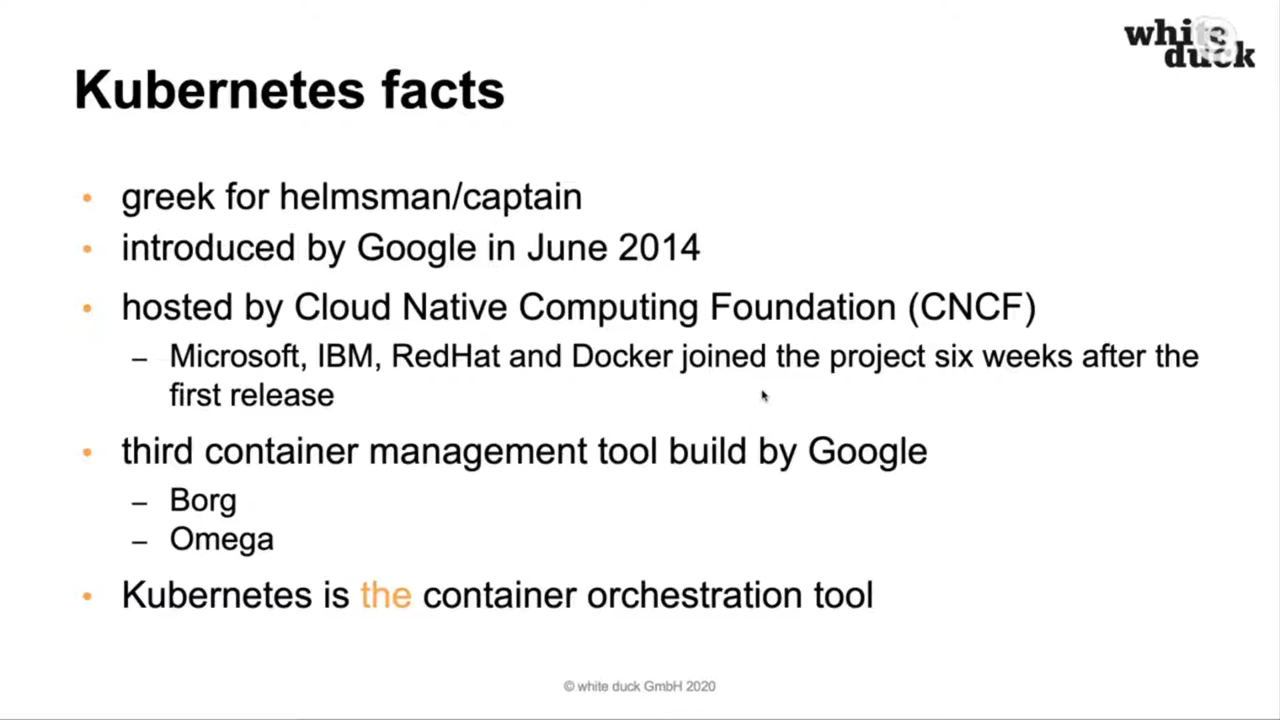 white
duck
Kubernetes facts
• greek for helmsman/captain
• introduced by Google in June 2014
• hosted by Cloud Native Computing Foundation (CNCF)
– Microsoft, IBM, RedHat and Docker joined the project six weeks after the
first release
• third container management tool build by Google
– Borg
– Omega
• Kubernetes is the container orchestration tool
© white duck GmbH 2020